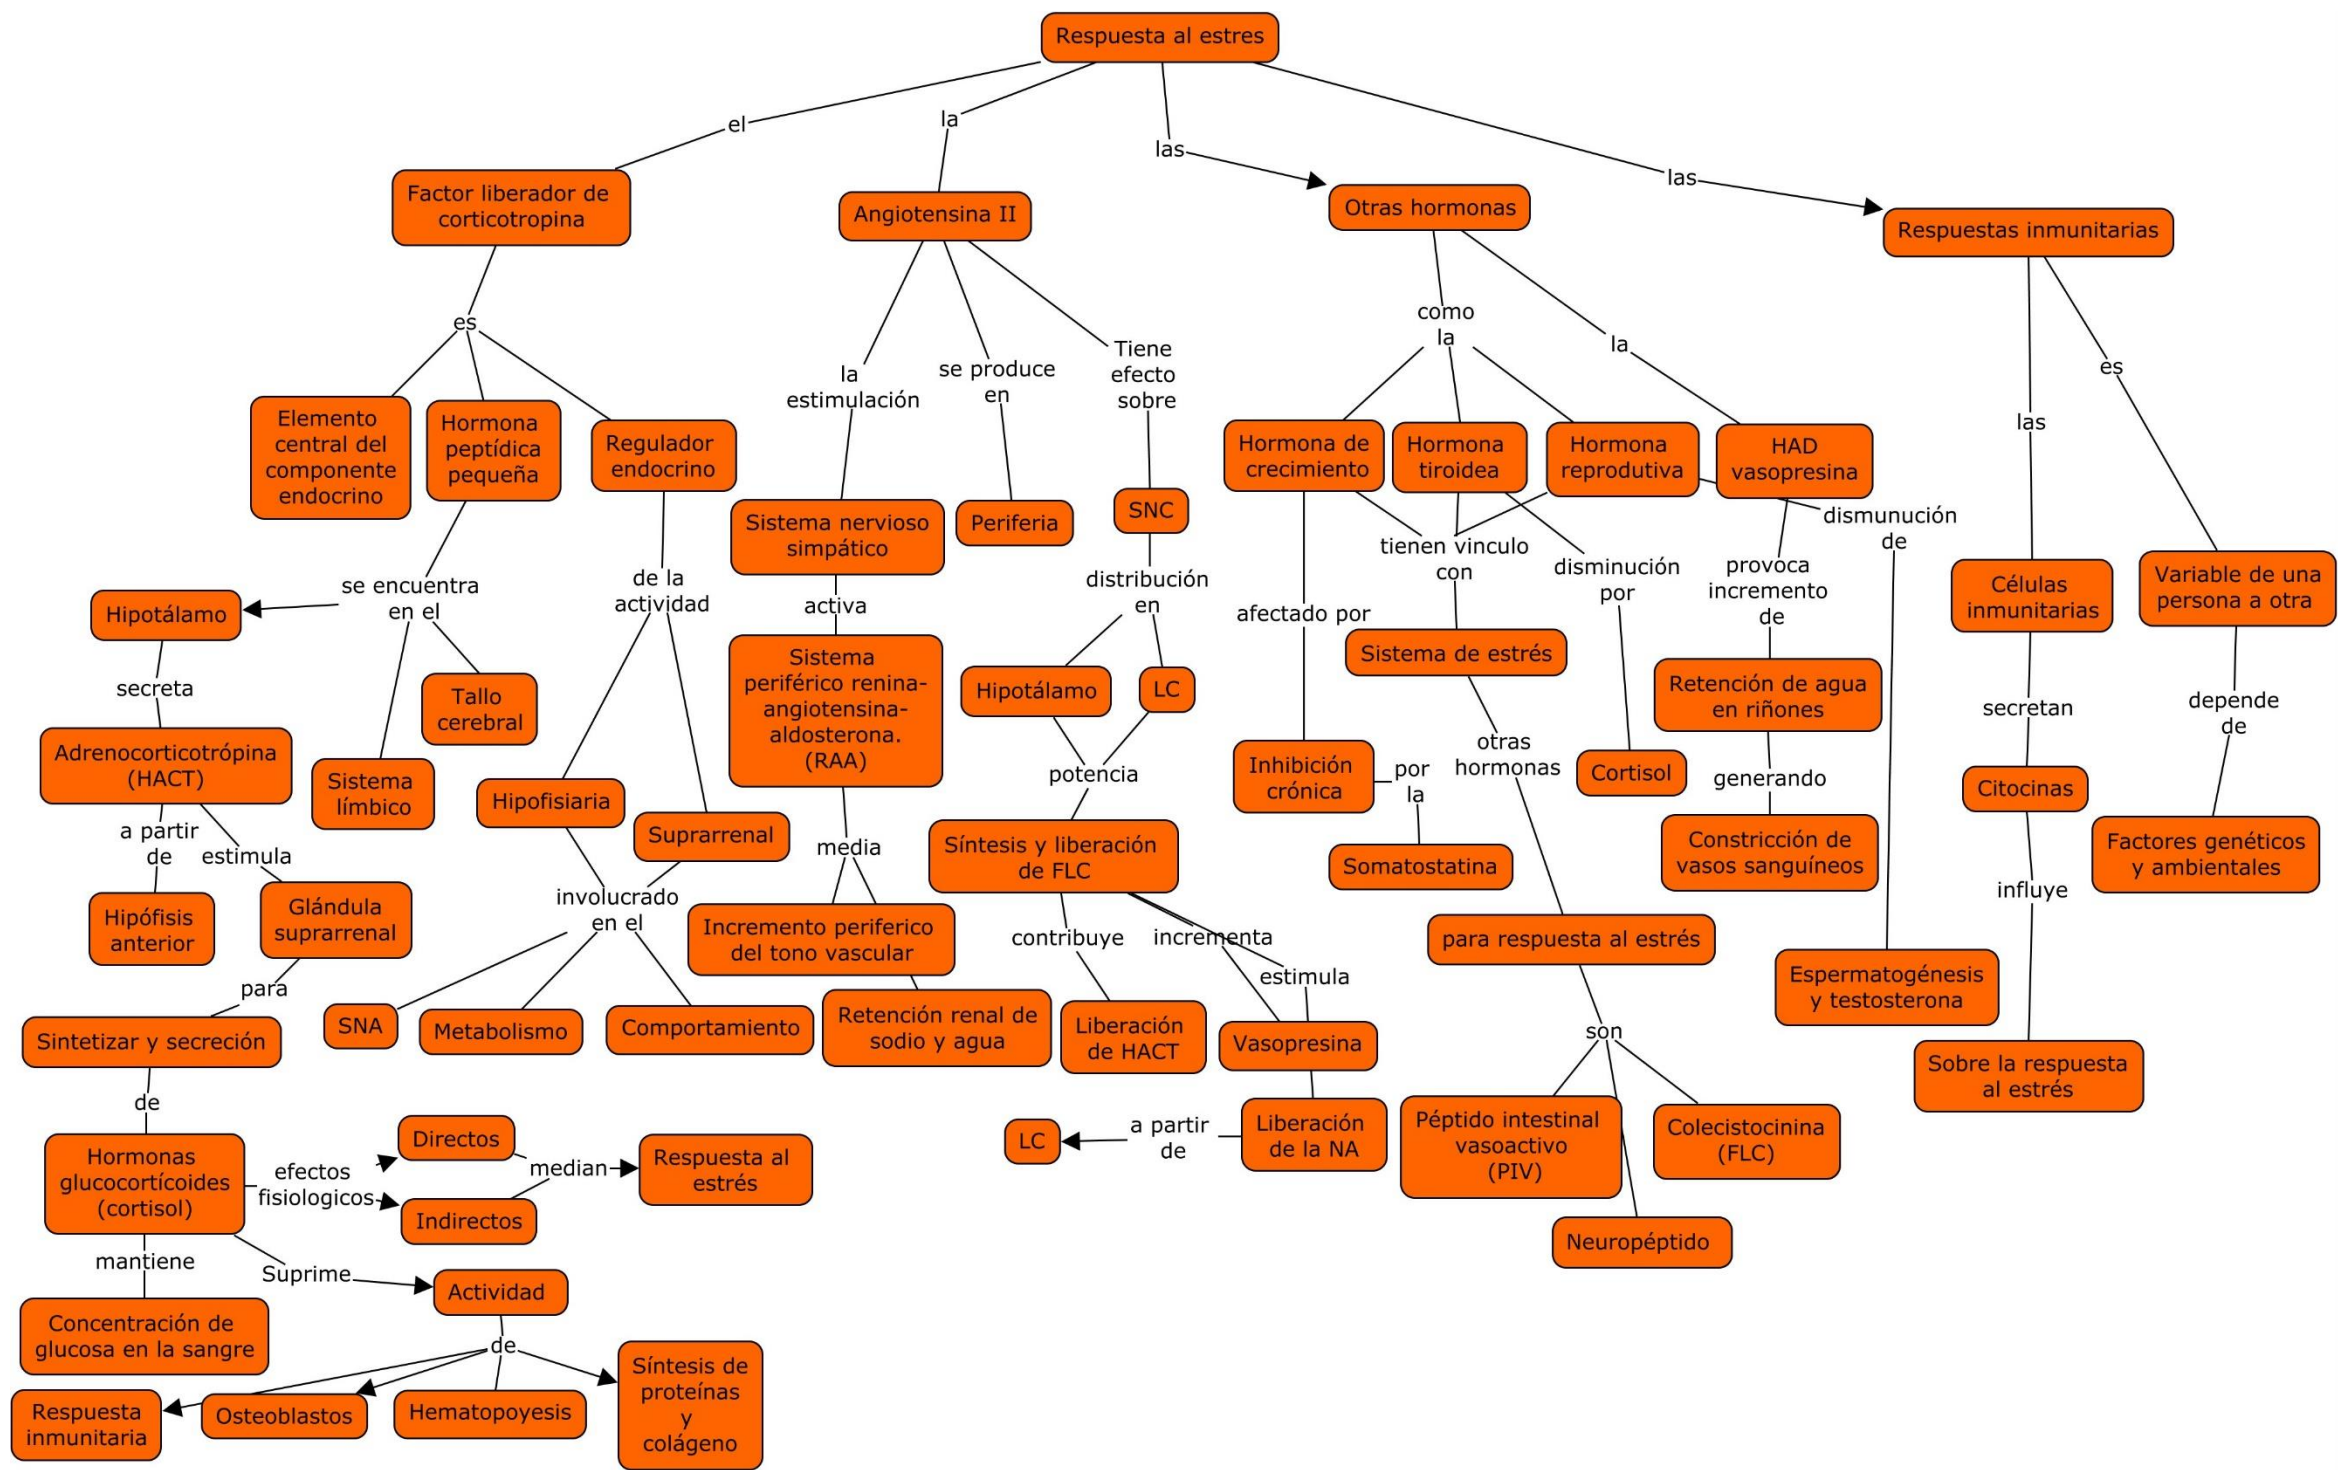 Respuesta al estres
el
la
las
las
Factor liberador de
corticotropina
Angiotensina II
Otras hormonas
Respuestas inmunitarias
es
Elemento
central del
componente
endocrino
Hormona
peptídica
pequeña
Regulador
endocrino
se encuentra
en el
Hipotálamo
Tallo
cerebral
Sistema
límbico
secreta
Adrenocorticotrópina
(HACT)
a partir
de
estimula
Hipófisis
anterior
Glándula
suprarrenal
para
Sintetizar y secreción
de
Hormonas
glucocortícoides
(cortisol)
efectos
fisiologicos
Directos
Indirectos
median
Respuesta al
estrés
mantiene
Concentración de
glucosa en la sangre
Suprime
Actividad
de
Respuesta
inmunitaria
Osteoblastos
Hematopoyesis
Síntesis de
proteínas
y
colágeno
de la
actividad
Hipofisiaria
Suprarrenal
involucrado
en el
SNA
Metabolismo
Comportamiento
la
estimulación
se produce
en
Tiene
efecto
sobre
Sistema nervioso
simpático
Periferia
SNC
activa
Sistema
periférico renina-
angiotensina-
aldosterona.
(RAA)
media
Incremento periferico
del tono vascular
Retención renal de
sodio y agua
distribución
en
Hipotálamo
LC
potencia
Síntesis y liberación
de FLC
contribuye
incrementa
estimula
Liberación
de HACT
Vasopresina
Liberación
de la NA
a partir
de
LC
como
la
la
Hormona de
crecimiento
Hormona
tiroidea
Hormona
reprodutiva
HAD
vasopresina
afectado por
tienen vinculo
con
disminución
por
provoca
incremento
de
dismunución
de
Inhibición
crónica
por
la
Somatostatina
Sistema de estrés
otras
hormonas
Cortisol
Retención de agua
en riñones
generando
Constricción de
vasos sanguíneos
para respuesta al estrés
son
Péptido intestinal
vasoactivo
(PIV)
Colecistocinina
(FLC)
Neuropéptido
Espermatogénesis
y testosterona
las
es
Células
inmunitarias
Variable de una
persona a otra
secretan
depende
de
Citocinas
Factores genéticos
y ambientales
influye
Sobre la respuesta
al estrés